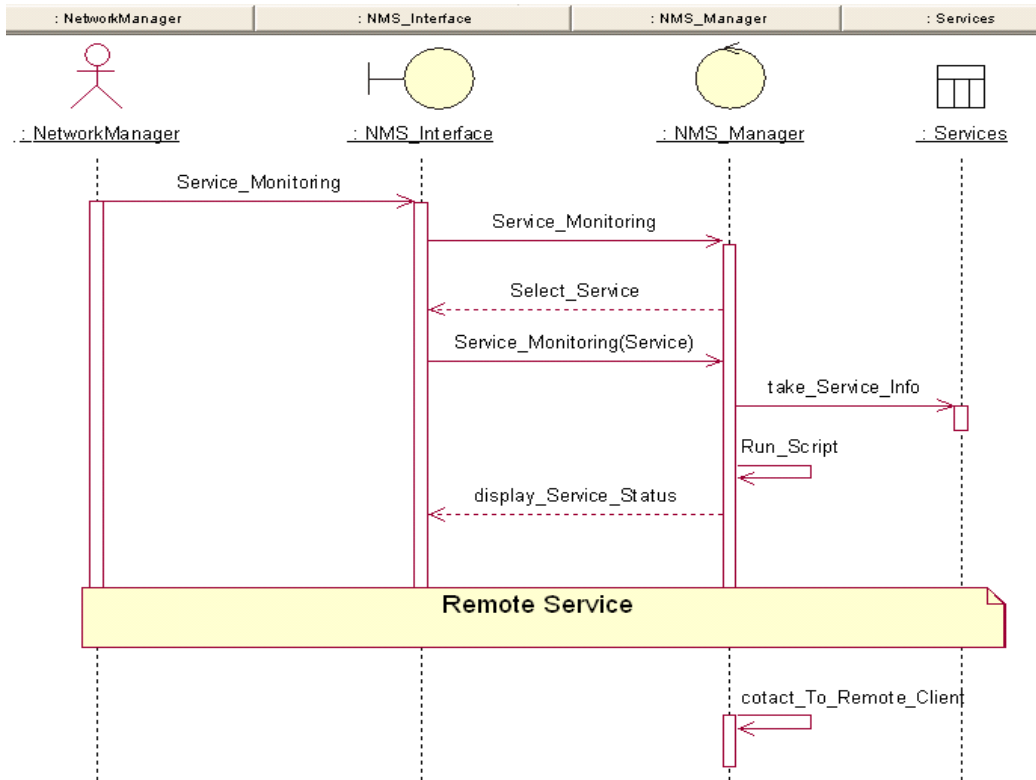 : NetworkManager
: NMS_Interface
: NMS_Manager
: Services
: NetworkManager
: NMS_Interface
: NMS_Manager
: Services
Service_Monitoring
Service_Monitoring
Select_Service
Service_Monitoring(Service)
take_Service_Info
Run_Script
display_Service_Status
Remote Service
cotact_To_Remote_Client